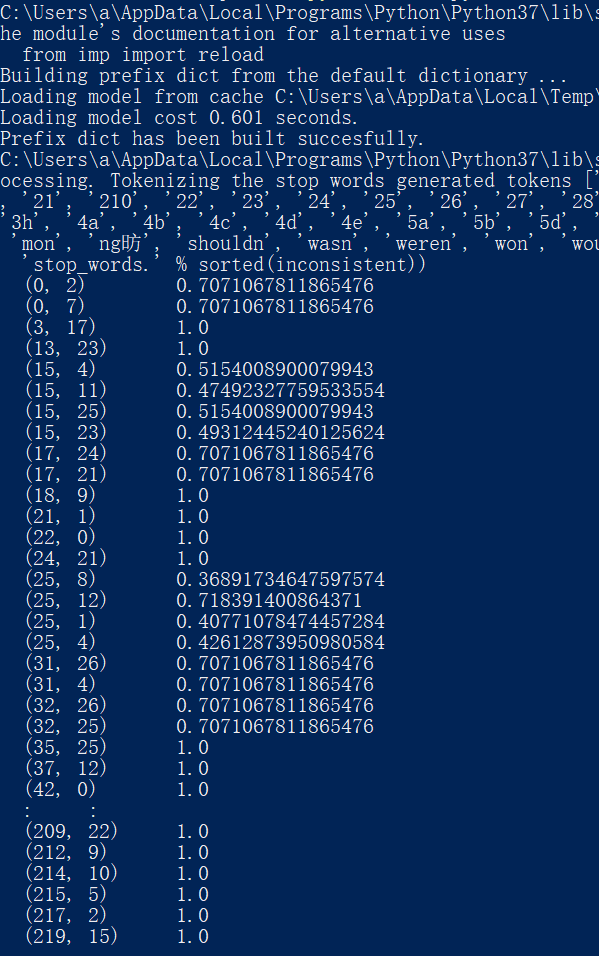 C:\Users\a\AppData\Local\Programs\Python\Python37\lib\s
he module's documentation for alternative uses
from imp import reload
Building prefix dict from the default dictionary ...
Loading model from cache C:\Users\a\AppData\Local\Temp\
Loading model cost 0.601 seconds.
Prefix dict has been built succesfully.
C:\Users\a\AppData\Local\Programs\Python\Python37\lib\s
ocessing. Tokenizing the stop words generated tokens ['
, '21', '210', '22', '23', '24', '25', '26', '27', '28'
'3h', '4a', '4b', '4c', '4d', '4e', '5a', '5b', '5d', '
'mon', 'ng昉', 'shouldn', 'wasn', 'weren', 'won', 'wou
'stop_words.' % sorted(inconsistent))
(0, 2) 0.7071067811865476
(0, 7) 0.7071067811865476
(3, 17) 1.0
(13, 23) 1.0
(15, 4) 0.5154008900079943
(15, 11) 0.47492327759533554
(15, 25) 0.5154008900079943
(15, 23) 0.49312445240125624
(17, 24) 0.7071067811865476
(17, 21) 0.7071067811865476
(18, 9) 1.0
(21, 1) 1.0
(22, 0) 1.0
(24, 21) 1.0
(25, 8) 0.36891734647597574
(25, 12) 0.718391400864371
(25, 1) 0.40771078474457284
(25, 4) 0.42612873950980584
(31, 26) 0.7071067811865476
(31, 4) 0.7071067811865476
(32, 26) 0.7071067811865476
(32, 25) 0.7071067811865476
(35, 25) 1.0
(37, 12) 1.0
(42, 0) 1.0
: :
(209, 22) 1.0
(212, 9) 1.0
(214, 10) 1.0
(215, 5) 1.0
(217, 2) 1.0
(219, 15) 1.0